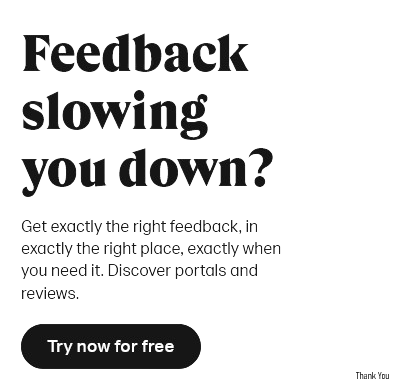 Feedback
slowing
you down?
Get exactly the right feedback, in
exactly the right place, exactly when
you need it. Discover portals and
reviews.
Try now for free
Thank You